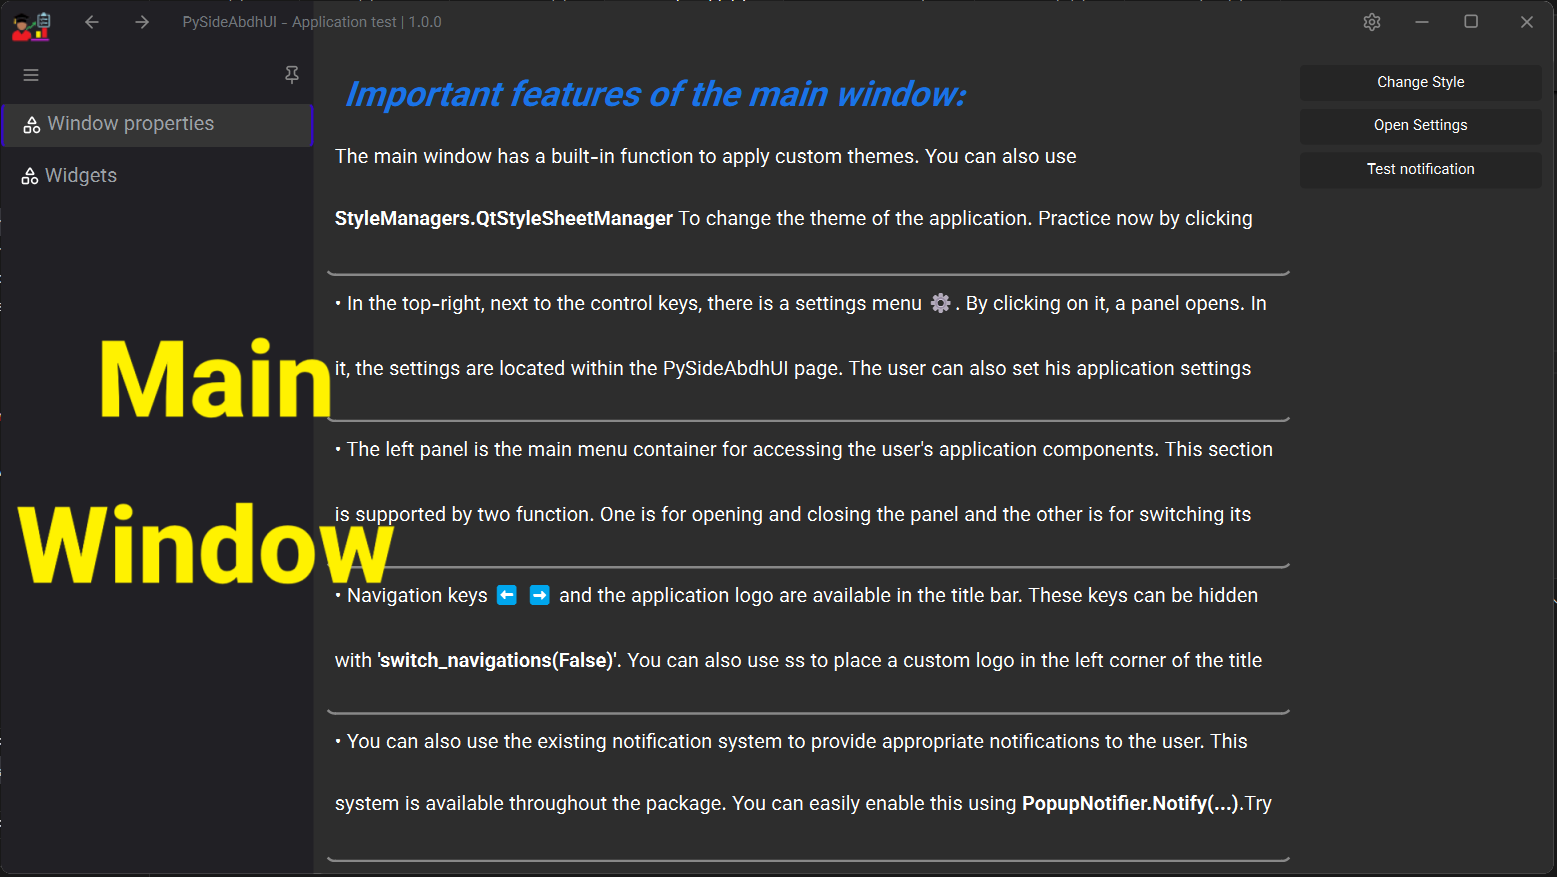 PySideAbdhUI - Application test | 1.0.0
Window properties
Widgets
Main
Window
Important features of the main window:
The main window has a built-in function to apply custom themes. You can also use
StyleManagers.QtStyleSheetManager To change the theme of the application. Practice now by clicking
• In the top-right, next to the control keys, there is a settings menu ⚙ . By clicking on it, a panel opens. In
it, the settings are located within the PySideAbdhUI page. The user can also set his application settings
• The left panel is the main menu container for accessing the user's application components. This section
is supported by two function. One is for opening and closing the panel and the other is for switching its
• Navigation keys ⬅ ➡ and the application logo are available in the title bar. These keys can be hidden
with 'switch_navigations(False)'. You can also use ss to place a custom logo in the left corner of the title
• You can also use the existing notification system to provide appropriate notifications to the user. This
system is available throughout the package. You can easily enable this using PopupNotifier.Notify(...).Try
Change Style
Open Settings
Test notification